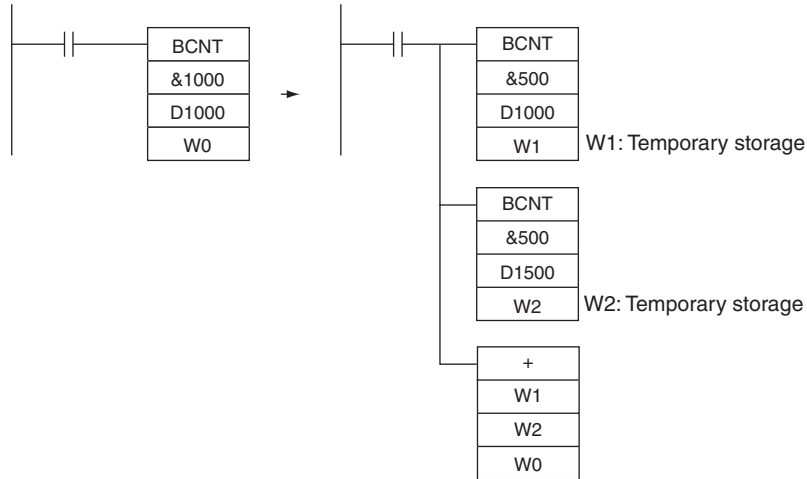 BCNT
&1000
D1000
W0
BCNT
&500
D1000
W1
W1: Temporary storage
BCNT
&500
D1500
W2
W2: Temporary storage
+
W1
W2
W0